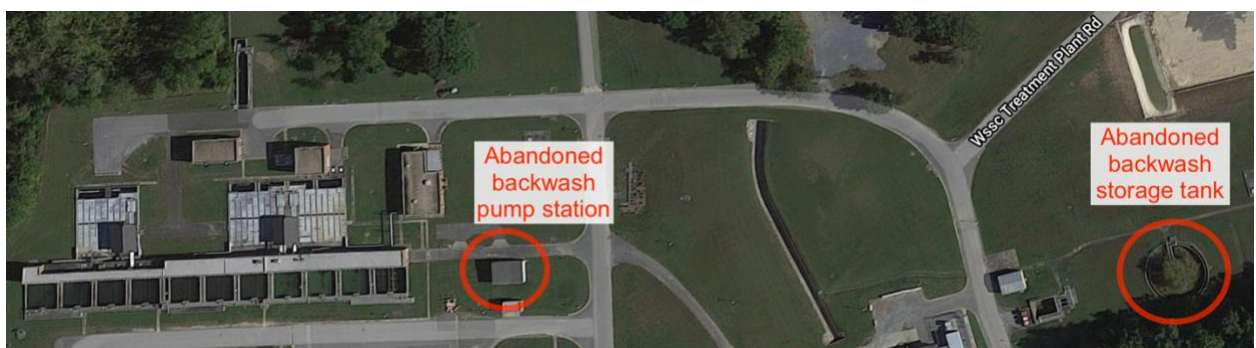 Abandoned
backwash
pump station
Wssc Treatment Plant Rd
Abandoned
backwash
storage tank